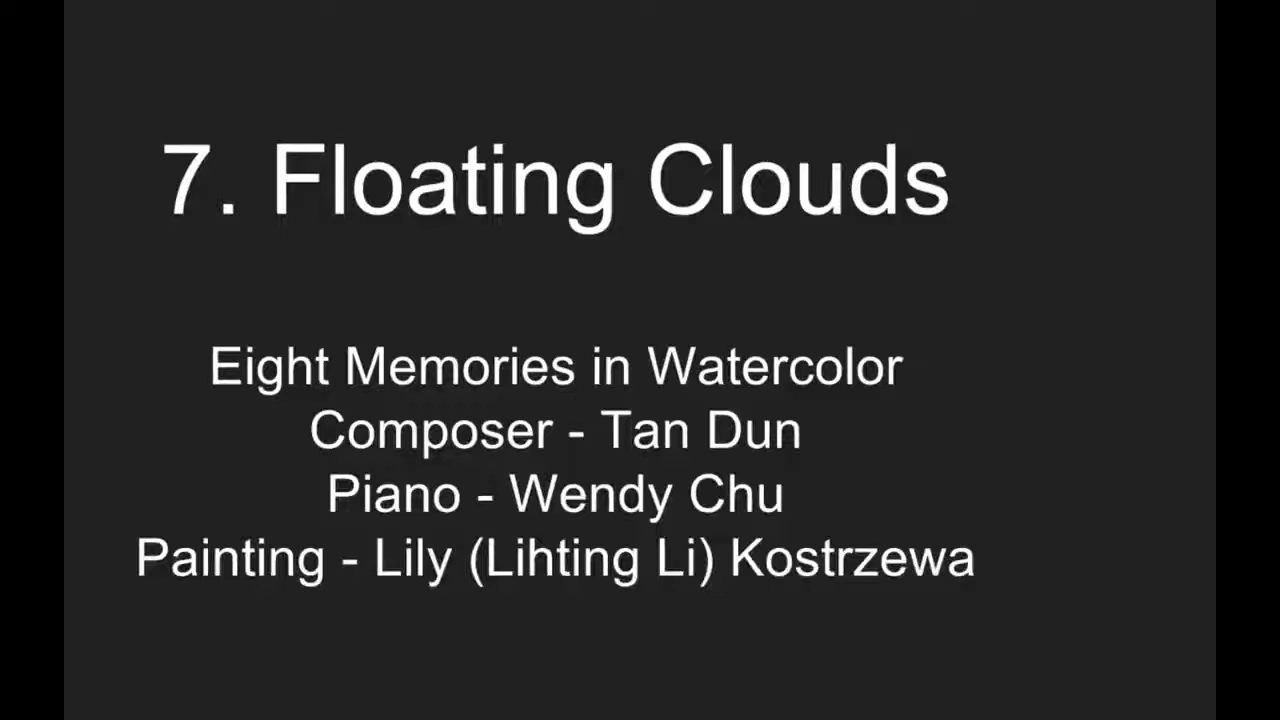 7. Floating Clouds
Eight Memories in Watercolor
Composer - Tan Dun
Piano - Wendy Chu
Painting - Lily (Lihting Li) Kostrzewa